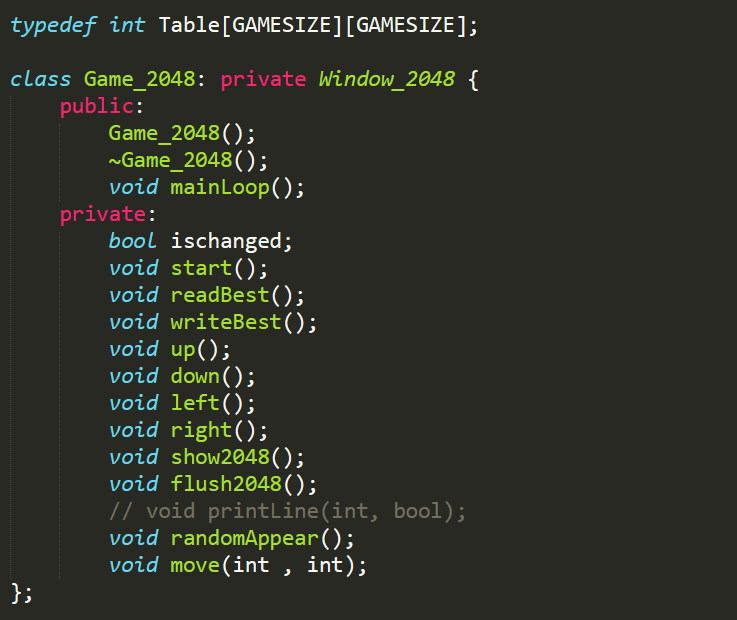 typedef int Table[GAMESIZE][GAMESIZE];
class Game_2048: private Window_2048 {
public:
Game_2048();
~Game_2048();
void mainLoop();
private:
bool ischanged;
void start();
void readBest();
void writeBest();
void up();
void down();
void left();
void right();
void show2048();
void flush2048();
// void printLine(int, bool);
void randomAppear();
void move(int , int);
};